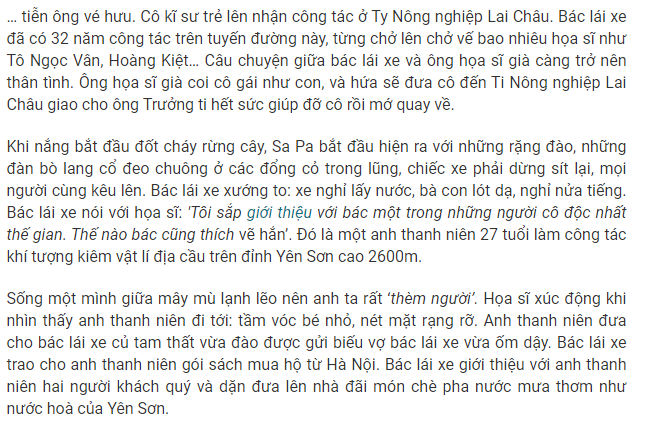 … tiễn ông về hưu. Cô kĩ sư trẻ lên nhận công tác ở Ty Nông nghiệp Lai Châu. Bác lái xe
đã có 32 năm công tác trên tuyến đường này, từng chở lên chở về bao nhiêu họa sĩ như
Tô Ngọc Vân, Hoàng Kiệt… Câu chuyện giữa bác lái xe và ông họa sĩ già càng trở nên
thân tình. Ông họa sĩ già coi cô gái như con, và hứa sẽ đưa cô đến Ti Nông nghiệp Lai
Châu giao cho ông Trưởng ti hết sức giúp đỡ cô rồi mớ quay về.
Khi nắng bắt đầu đốt cháy rừng cây, Sa Pa bắt đầu hiện ra với những rặng đào, những
đàn bò lang cổ đeo chuông ở các đổng cỏ trong lũng, chiếc xe phải dừng sít lại, mọi
người cùng kêu lên. Bác lái xe xướng to: xe nghỉ lấy nước, bà con lót dạ, nghỉ nửa tiếng.
Bác lái xe nói với họa sĩ: 'Tôi sắp giới thiệu với bác một trong những người cô độc nhất
thế gian. Thế nào bác cũng thích vẽ hắn'. Đó là một anh thanh niên 27 tuổi làm công tác
khí tượng kiêm vật lí địa cầu trên đỉnh Yên Sơn cao 2600m.
Sống một mình giữa mây mù lạnh lẽo nên anh ta rất 'thèm người'. Họa sĩ xúc động khi
nhìn thấy anh thanh niên đi tới: tầm vóc bé nhỏ, nét mặt rạng rỡ. Anh thanh niên đưa
cho bác lái xe củ tam thất vừa đào được gửi biếu vợ bác lái xe vừa ốm dậy. Bác lái xe
trao cho anh thanh niên gói sách mua hộ từ Hà Nội. Bác lái xe giới thiệu với anh thanh
niên hai người khách quý và dặn đưa lên nhà đãi món chè pha nước mưa thơm như
nước hoà của Yên Sơn.